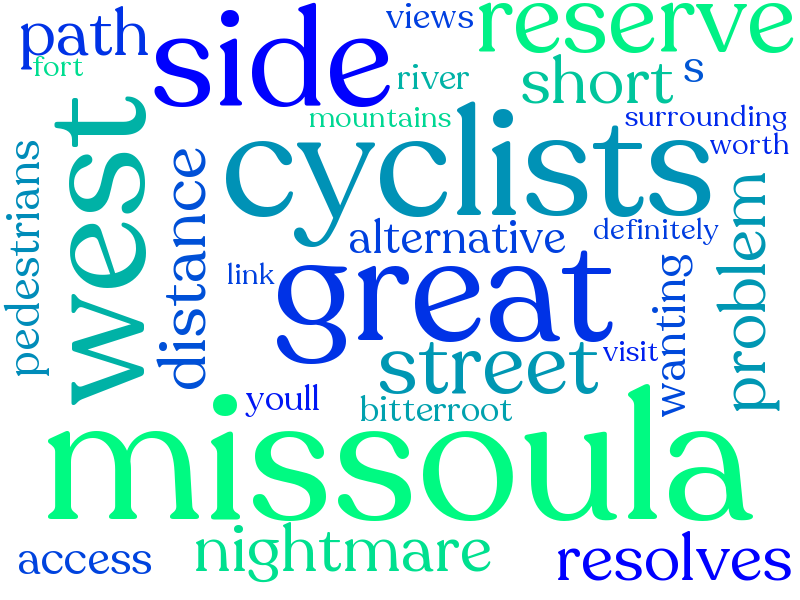 path
side
views
reserve
fort
river
short
s
mountains
surrounding
west
cyclists
worth
pedestrians
distance
alternative
definitely
problem
link
great
wanting
street
visit
youll
bitterroot
missoula
access
nightmare
resolves